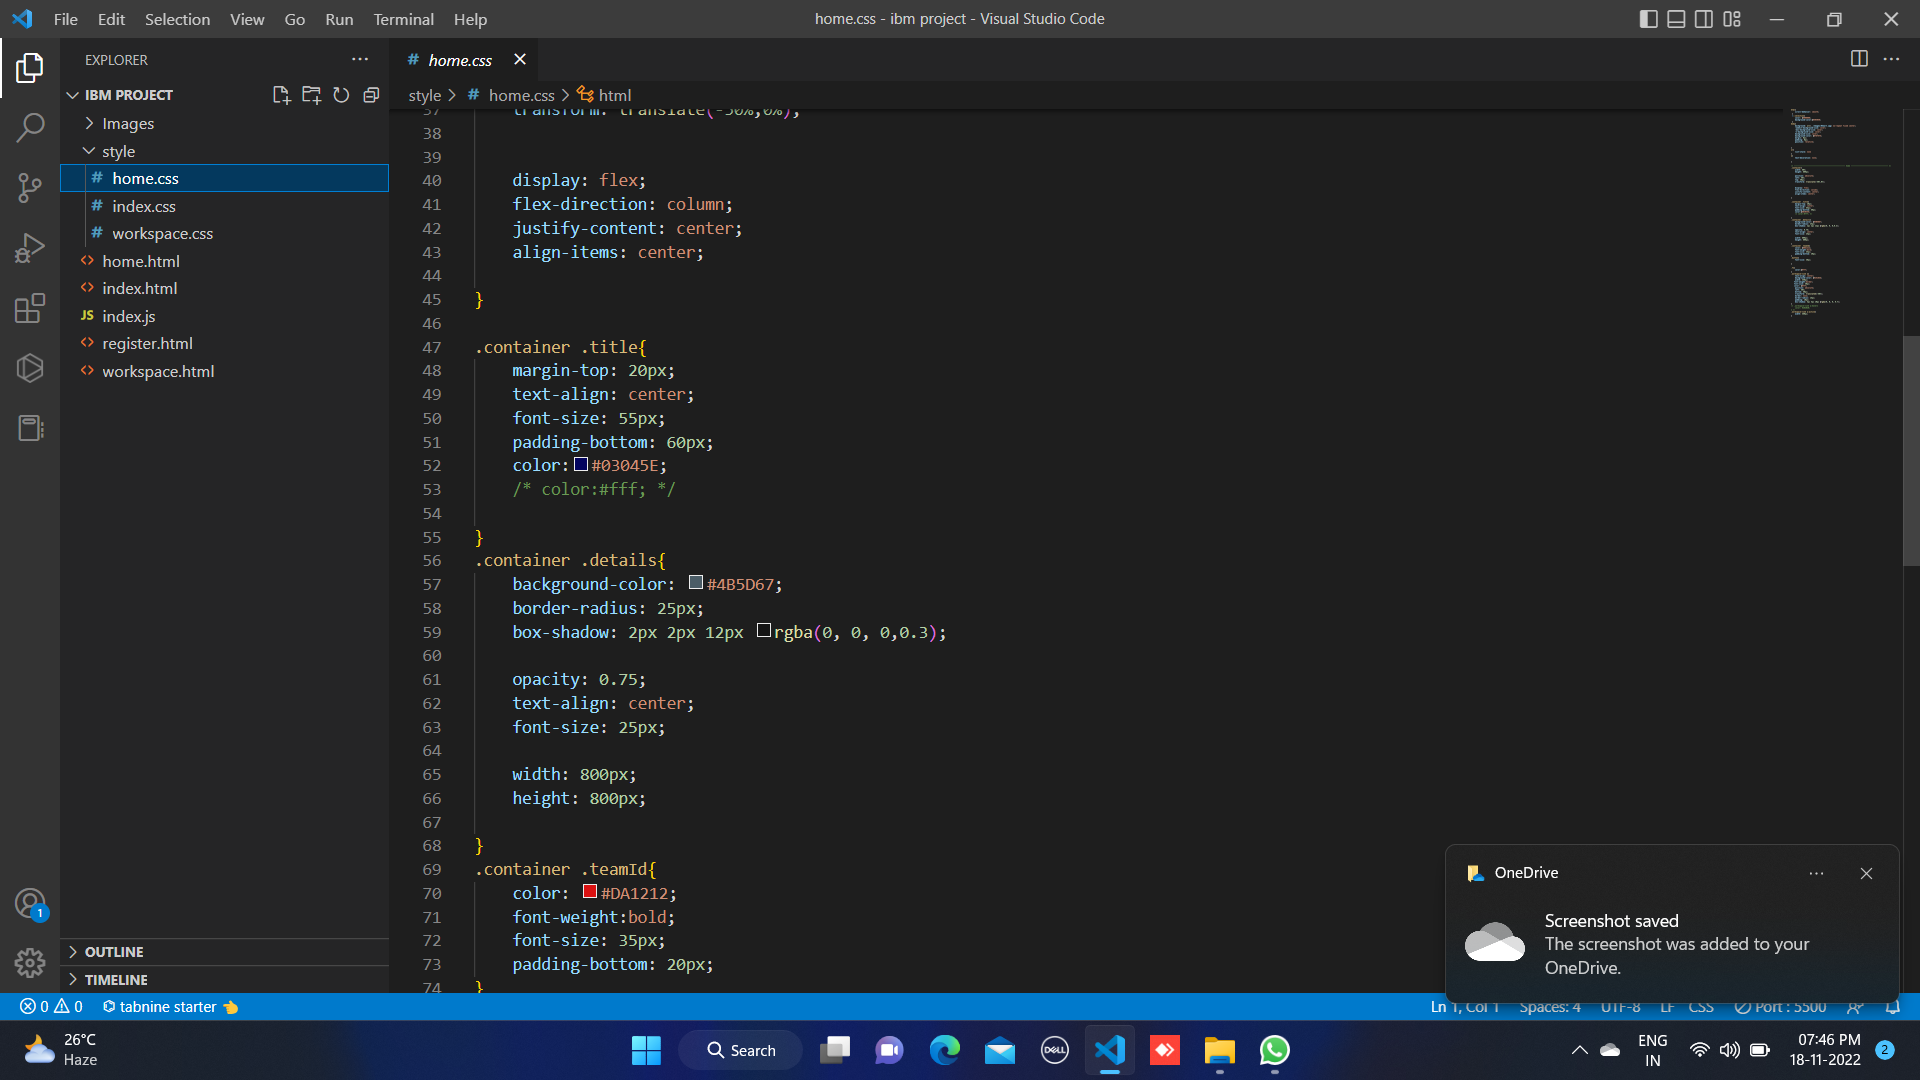 File Edit Selection View Go Run Terminal Help
home.css - ibm project - Visual Studio Code
EXPLORER
IBM PROJECT
Images
style
# home.css
# index.css
# workspace.css
<> home.html
<> index.html
JS index.js
<> register.html
<> workspace.html
OUTLINE
TIMELINE
# home.css
style > # home.css > html
37 transform: translate(-50%,0%);
38
39
40 display: flex;
41 flex-direction: column;
42 justify-content: center;
43 align-items: center;
44
45 }
46
47 .container .title{
48 margin-top: 20px;
49 text-align: center;
50 font-size: 55px;
51 padding-bottom: 60px;
52 color:#03045E;
53 /* color:#fff; */
54
55 }
56 .container .details{
57 background-color: #4B5D67;
58 border-radius: 25px;
59 box-shadow: 2px 2px 12px rgba(0, 0, 0,0.3);
60
61 opacity: 0.75;
62 text-align: center;
63 font-size: 25px;
64
65 width: 800px;
66 height: 800px;
67
68 }
69 .container .teamId{
70 color: #DA1212;
71 font-weight:bold;
72 font-size: 35px;
73 padding-bottom: 20px;
74 }
OneDrive
Screenshot saved
The screenshot was added to your
OneDrive.
1
0 0 tabnine starter
Ln 1, Col 1 Spaces: 4 UTF-8 LF CSS Port : 5500
26°C
Haze
Search
DELL
ENG
IN
07:46 PM
18-11-2022
2